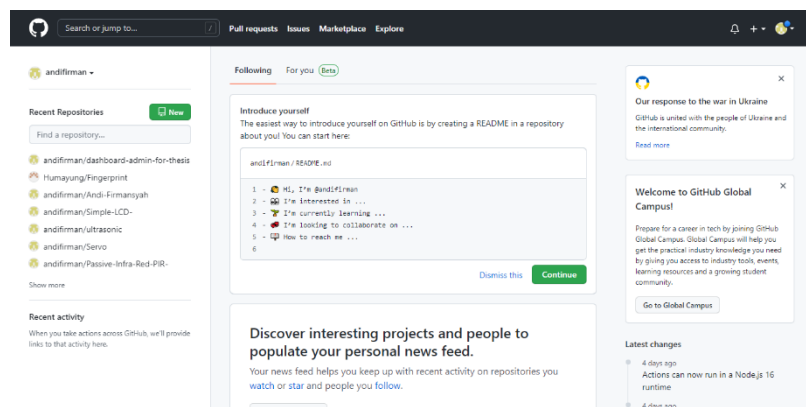 Search or jump to... /
Pull requests Issues Marketplace Explore
andifirman
Recent Repositories
New
Find a repository...
andifirman/dashboard-admin-for-thesis
Humayung/Fingerprint
andifirman/Andi-Firmansyah
andifirman/Simple-LCD-
andifirman/ultrasonic
andifirman/Servo
andifirman/Passive-Infra-Red-PIR-
Show more
Recent activity
When you take actions across GitHub, we'll provide
links to that activity here.
Following For you Beta
Introduce yourself
The easiest way to introduce yourself on GitHub is by creating a README in a repository
about you! You can start here:
andifirman/README.md
1 - 👋 Hi, I'm @andifirman
2 - 👀 I'm interested in ...
3 - 🌱 I'm currently learning ...
4 - 💞️ I'm looking to collaborate on ...
5 - 📫 How to reach me ...
6
Dismiss this Continue
Discover interesting projects and people to
populate your personal news feed.
Your news feed helps you keep up with recent activity on repositories you
watch or star and people you follow.
Our response to the war in Ukraine
GitHub is united with the people of Ukraine and
the international community.
Read more
Welcome to GitHub Global
Campus!
Prepare for a career in tech by joining GitHub
Global Campus. Global Campus will help you
get the practical industry knowledge you need
by giving you access to industry tools, events,
learning resources and a growing student
community.
Go to Global Campus
Latest changes
4 days ago
Actions can now run in a Node.js 16
runtime
4 days ago